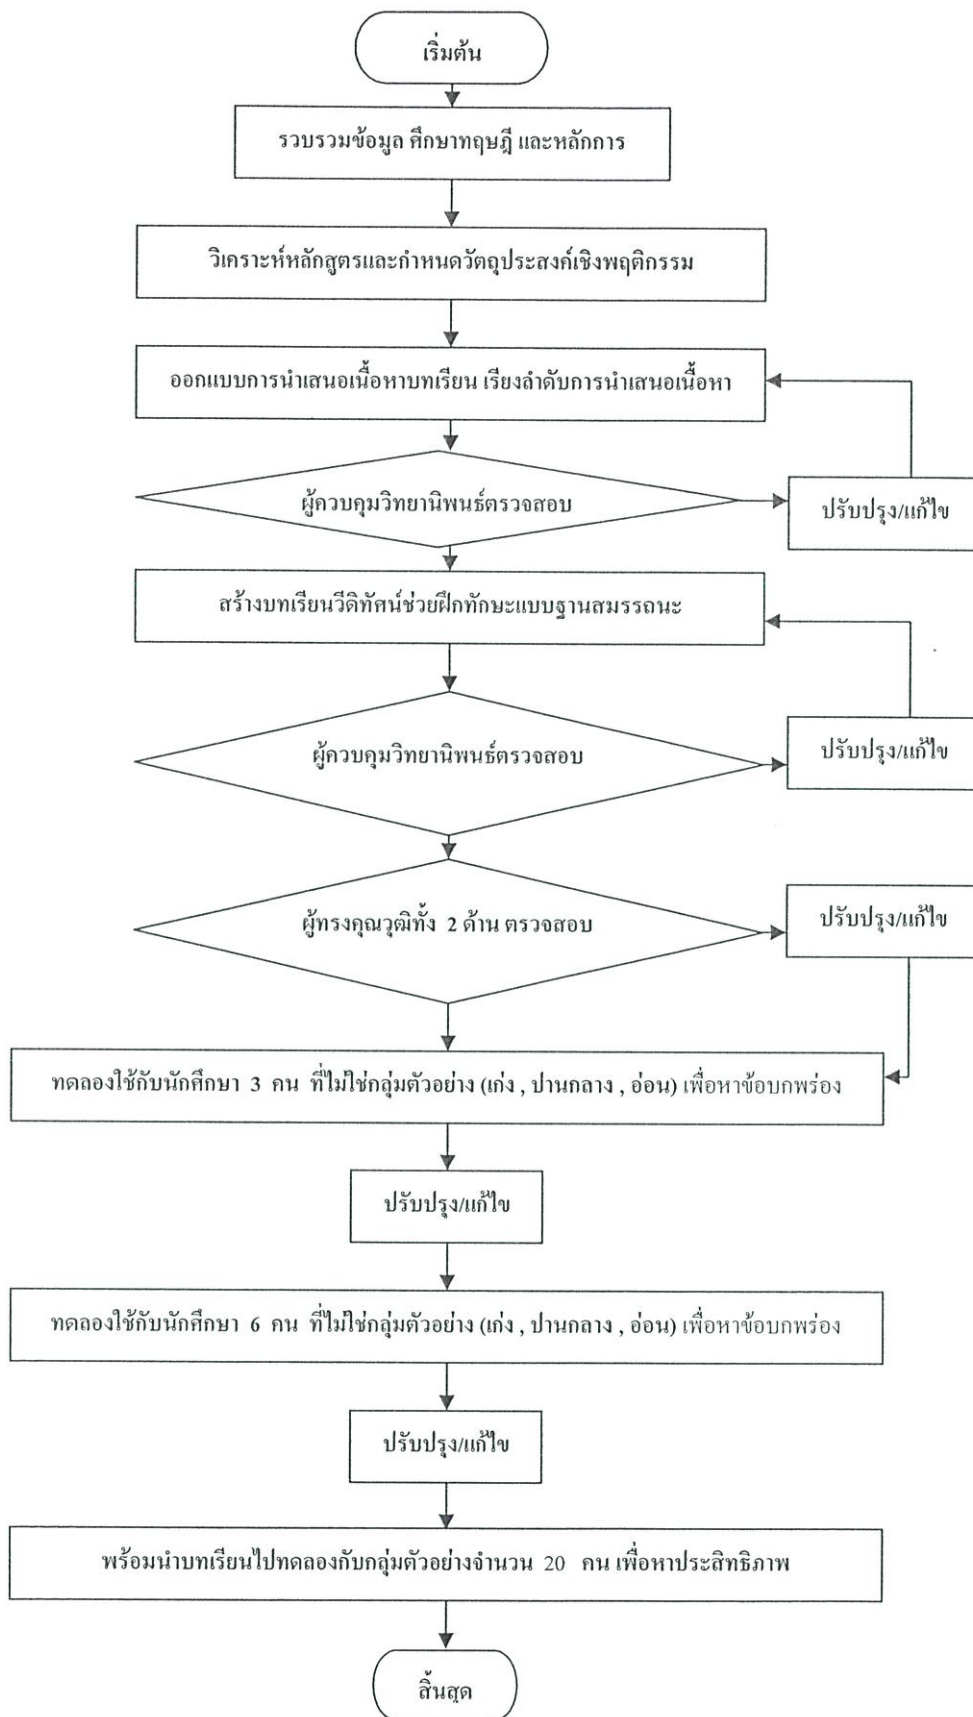 เริ่มต้น
รวบรวมข้อมูล ศึกษาทฤษฎี และหลักการ
วิเคราะห์หลักสูตรและกำหนดวัตถุประสงค์เชิงพฤติกรรม
ออกแบบการนำเสนอเนื้อหาบทเรียน เรียงลำดับการนำเสนอเนื้อหา
ผู้ควบคุมวิทยานิพนธ์ตรวจสอบ
ปรับปรุง/แก้ไข
สร้างบทเรียนวีดิทัศน์ช่วยฝึกทักษะแบบฐานสมรรถนะ
ผู้ควบคุมวิทยานิพนธ์ตรวจสอบ
ปรับปรุง/แก้ไข
ผู้ทรงคุณวุฒิทั้ง 2 ด้าน ตรวจสอบ
ปรับปรุง/แก้ไข
ทดลองใช้กับนักศึกษา 3 คน ที่ไม่ใช่กลุ่มตัวอย่าง (เก่ง , ปานกลาง , อ่อน) เพื่อหาข้อบกพร่อง
ปรับปรุง/แก้ไข
ทดลองใช้กับนักศึกษา 6 คน ที่ไม่ใช่กลุ่มตัวอย่าง (เก่ง , ปานกลาง , อ่อน) เพื่อหาข้อบกพร่อง
ปรับปรุง/แก้ไข
พร้อมนำบทเรียนไปทดลองกับกลุ่มตัวอย่างจำนวน 20 คน เพื่อหาประสิทธิภาพ
สิ้นสุด